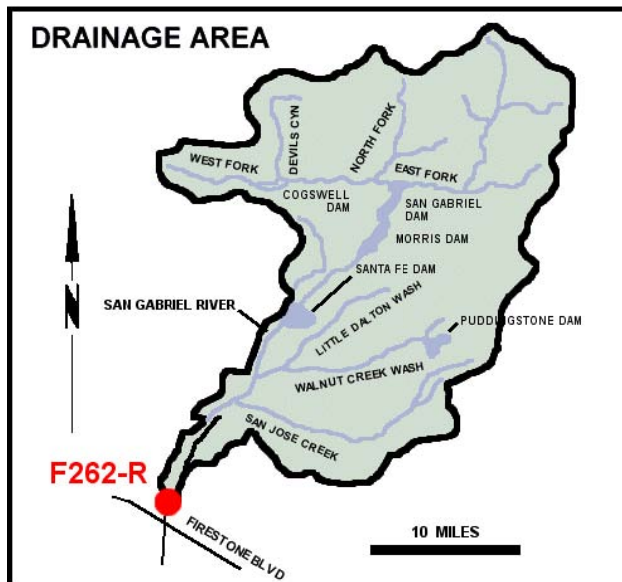 DRAINAGE AREA
DEVILS CYN
NORTH FORK
WEST FORK
EAST FORK
COGSWELL
DAM
SAN GABRIEL
DAM
MORRIS DAM
SANTA FE DAM
N
SAN GABRIEL RIVER
LITTLE DALTON WASH
PUDDINGSTONE DAM
WALNUT CREEK WASH
SAN JOSE CREEK
F262-R
FIRESTONE BLVD
10 MILES